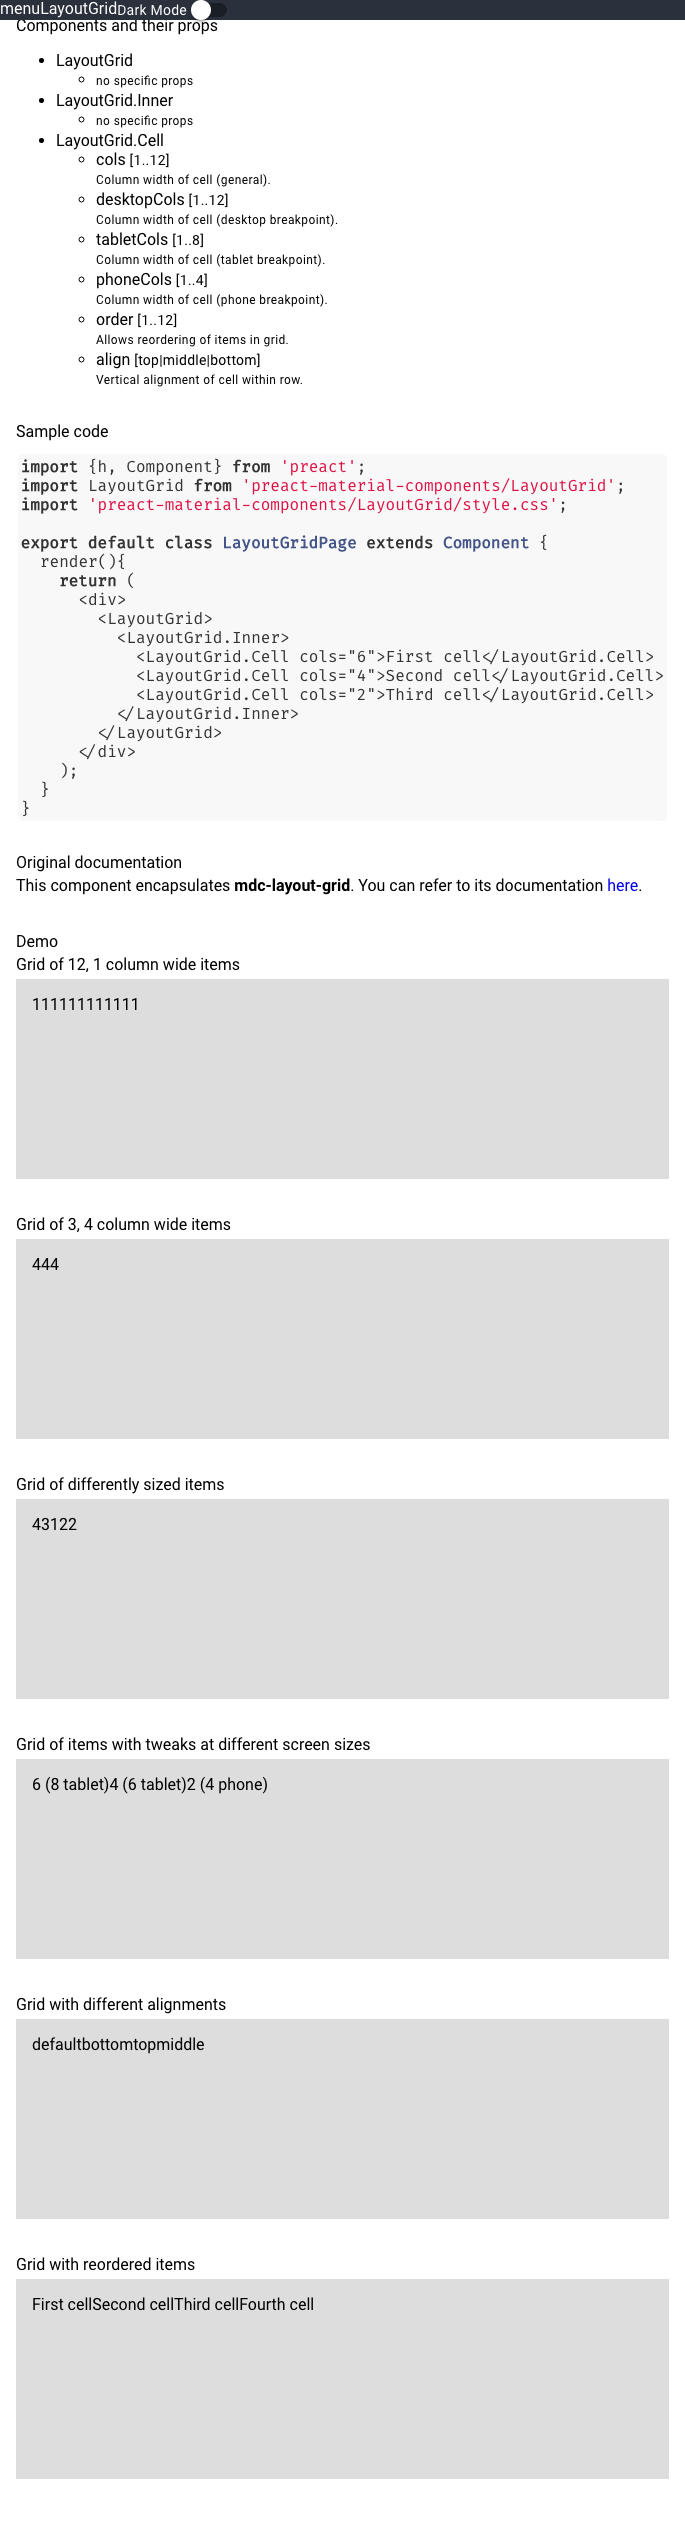 menuLayoutGridDark Mode
Components and their props
LayoutGrid
no specific props
LayoutGrid.Inner
no specific props
LayoutGrid.Cell
cols [1..12]
Column width of cell (general).
desktopCols [1..12]
Column width of cell (desktop breakpoint).
tabletCols [1..8]
Column width of cell (tablet breakpoint).
phoneCols [1..4]
Column width of cell (phone breakpoint).
order [1..12]
Allows reordering of items in grid.
align [top|middle|bottom]
Vertical alignment of cell within row.
Sample code
import {h, Component} from 'preact';
import LayoutGrid from 'preact-material-components/LayoutGrid';
import 'preact-material-components/LayoutGrid/style.css';
export default class LayoutGridPage extends Component {
render(){
return (
<div>
<LayoutGrid>
<LayoutGrid.Inner>
<LayoutGrid.Cell cols="6">First cell</LayoutGrid.Cell>
<LayoutGrid.Cell cols="4">Second cell</LayoutGrid.Cell>
<LayoutGrid.Cell cols="2">Third cell</LayoutGrid.Cell>
</LayoutGrid.Inner>
</LayoutGrid>
</div>
);
}
}
Original documentation
This component encapsulates mdc-layout-grid. You can refer to its documentation here.
Demo
Grid of 12, 1 column wide items
111111111111
Grid of 3, 4 column wide items
444
Grid of differently sized items
43122
Grid of items with tweaks at different screen sizes
6 (8 tablet)4 (6 tablet)2 (4 phone)
Grid with different alignments
defaultbottomtopmiddle
Grid with reordered items
First cellSecond cellThird cellFourth cell